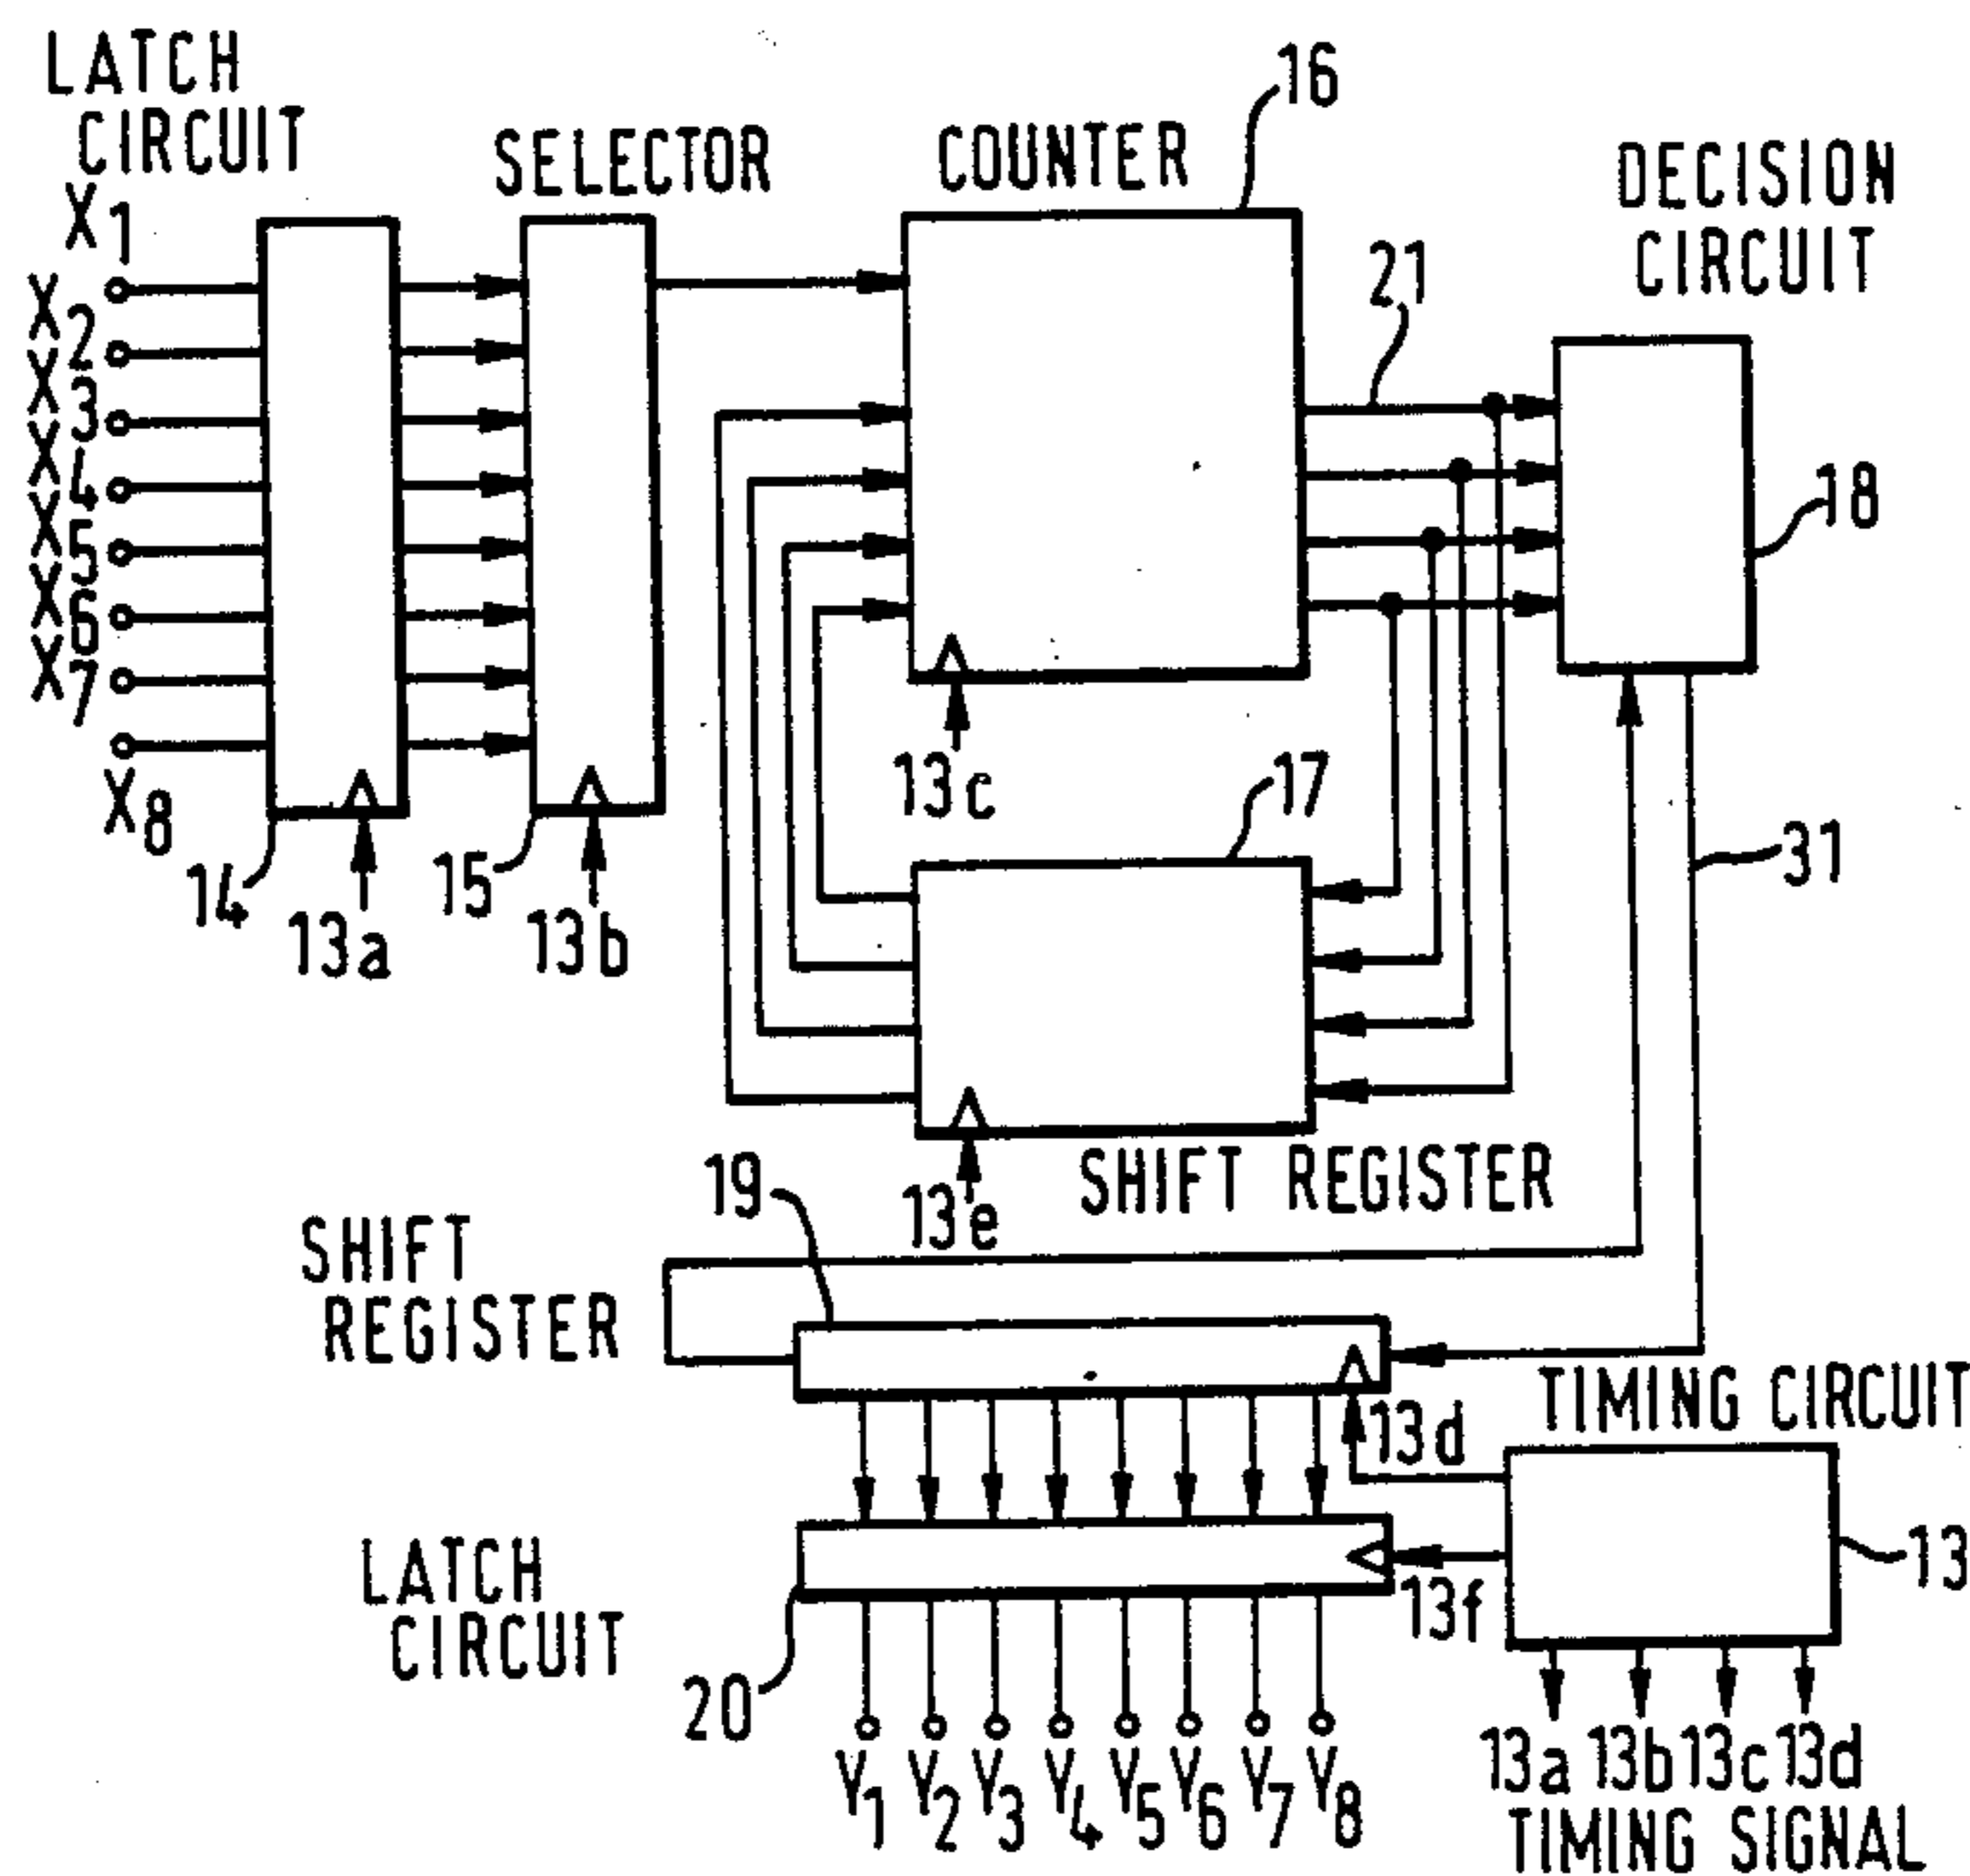 LATCH
CIRCUIT
SELECTOR
COUNTER
16
DECISION
CIRCUIT
21
18
X1
X2
X3
X4
X5
X6
X7
X8
14
13a
15
13b
13c
17
31
13e
SHIFT REGISTER
19
SHIFT
REGISTER
13d
TIMING CIRCUIT
LATCH
CIRCUIT
20
13f
13
Y1 Y2 Y3 Y4 Y5 Y6 Y7 Y8
13a 13b 13c 13d
TIMING SIGNAL